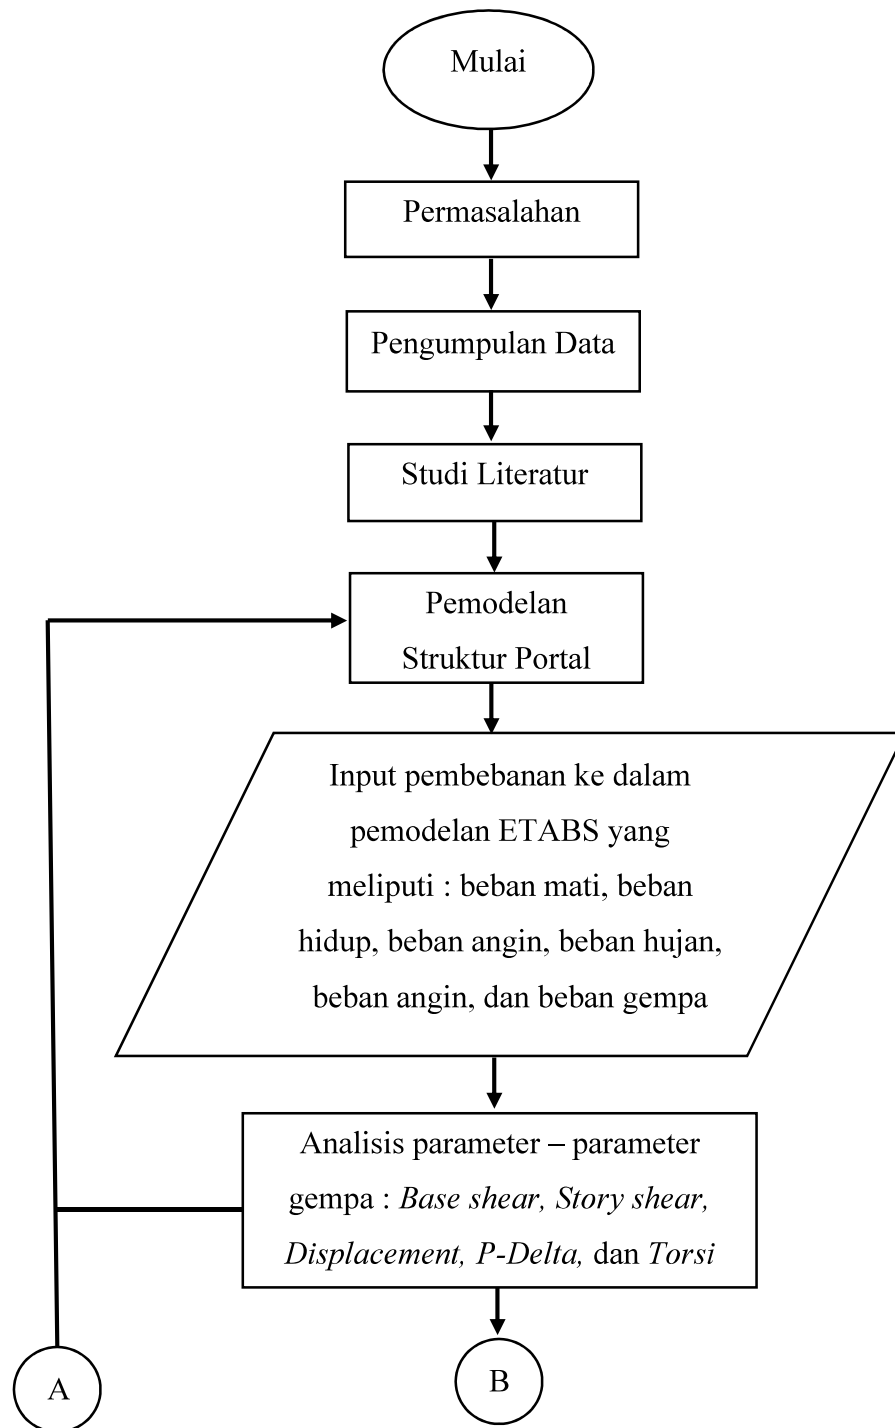 Mulai
Permasalahan
Pengumpulan Data
Studi Literatur
Pemodelan
Struktur Portal
Input pembebanan ke dalam
pemodelan ETABS yang
meliputi : beban mati, beban
hidup, beban angin, beban hujan,
beban angin, dan beban gempa
Analisis parameter – parameter
gempa : Base shear, Story shear,
Displacement, P-Delta, dan Torsi
A
B